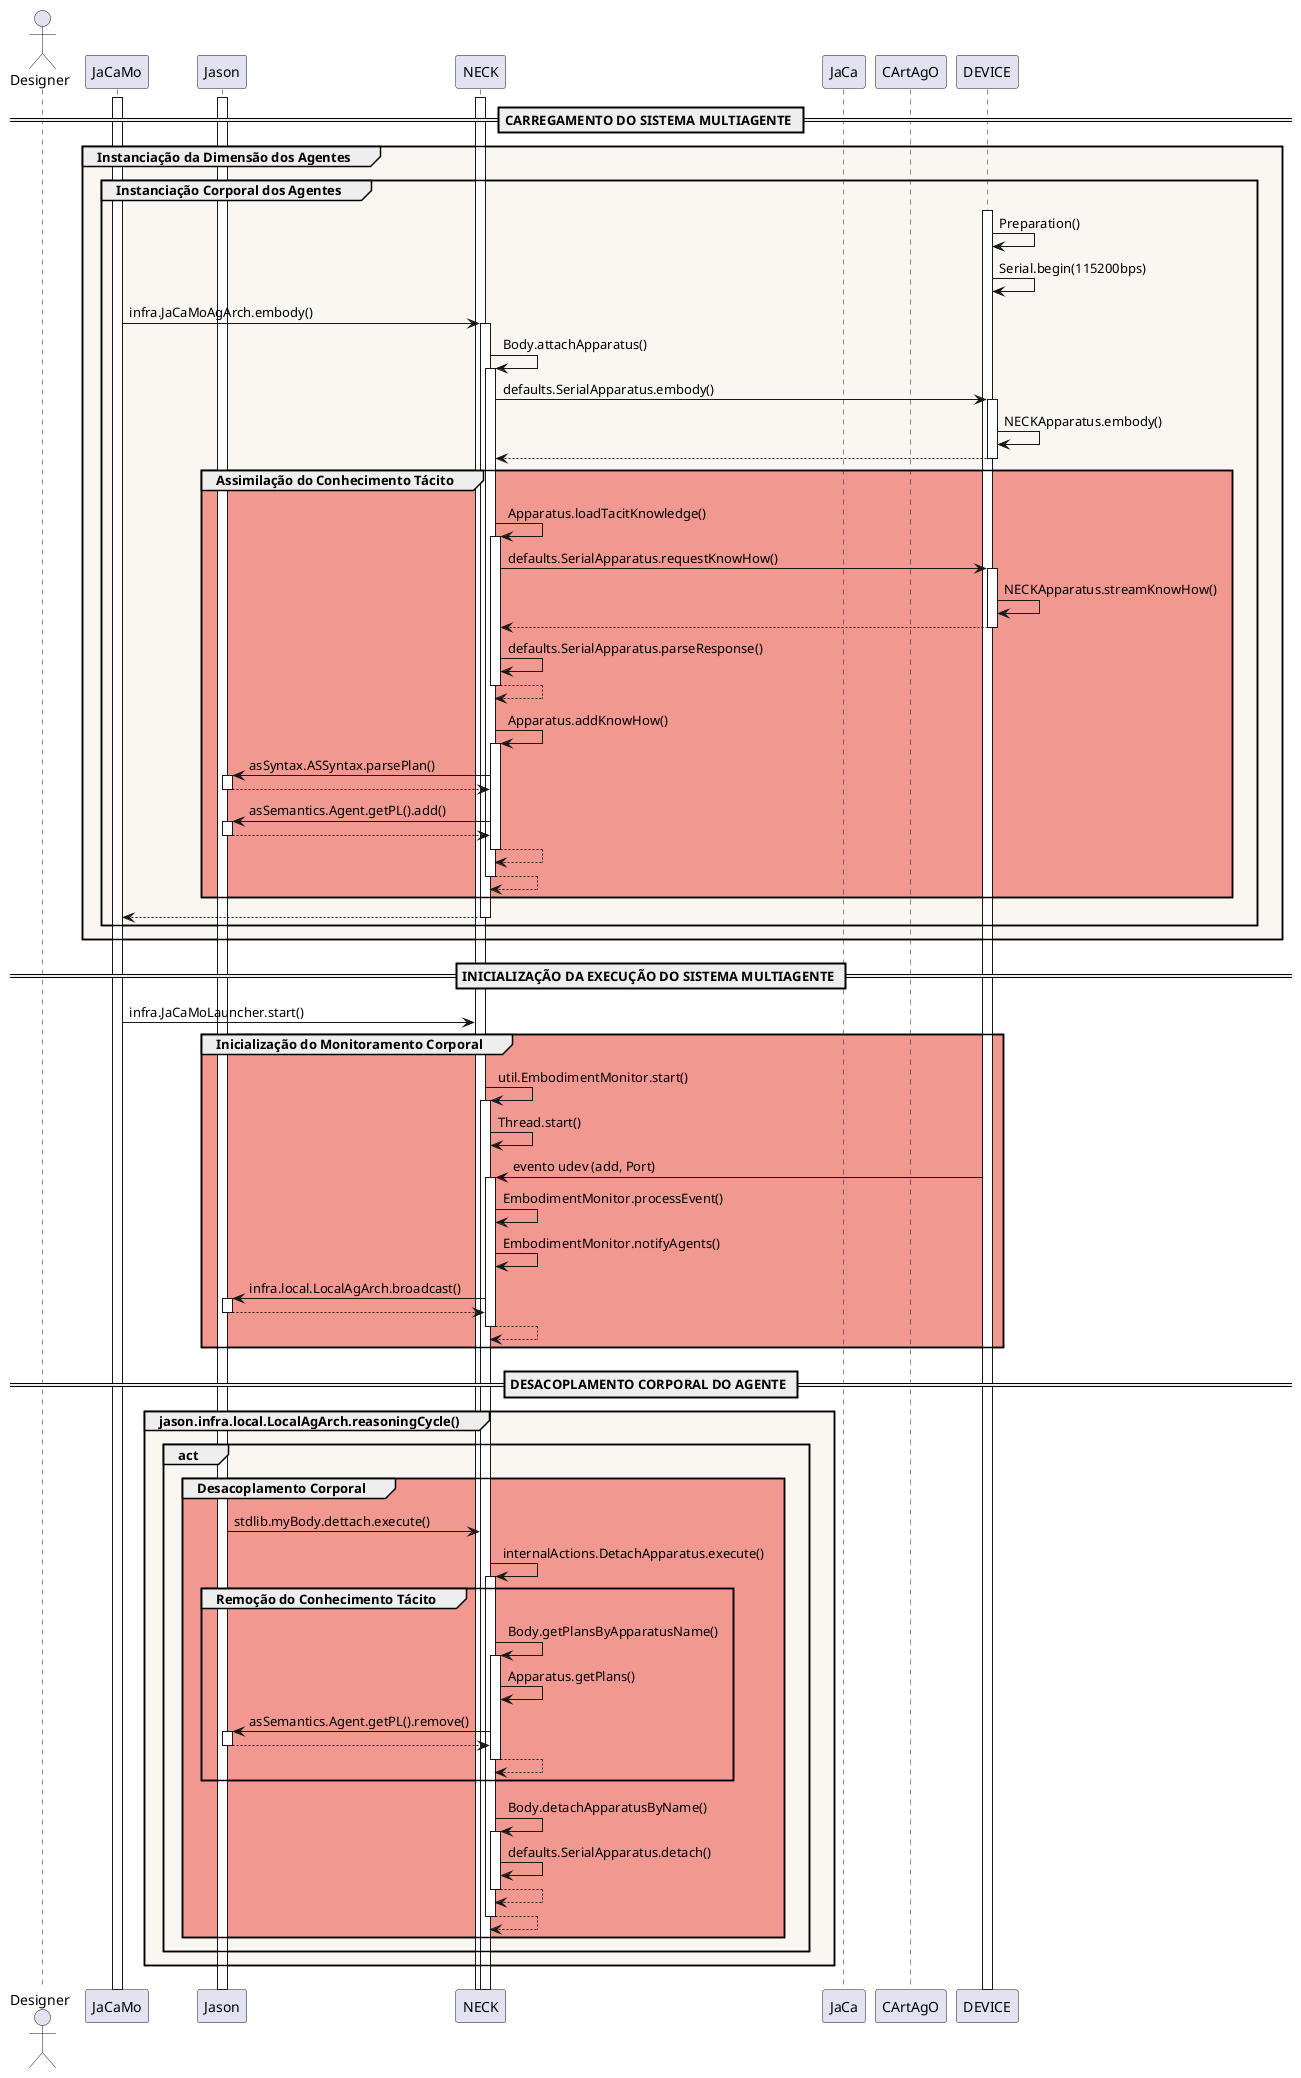 Designer
JaCaMo
Jason
NECK
JaCa
CArtAgO
DEVICE
CARREGAMENTO DO SISTEMA MULTIAGENTE
Instanciação da Dimensão dos Agentes
Instanciação Corporal dos Agentes
Preparation()
Serial.begin(115200bps)
infra.JaCaMoAgArch.embody()
Body.attachApparatus()
defaults.SerialApparatus.embody()
NECKApparatus.embody()
Assimilação do Conhecimento Tácito
Apparatus.loadTacitKnowledge()
defaults.SerialApparatus.requestKnowHow()
NECKApparatus.streamKnowHow()
defaults.SerialApparatus.parseResponse()
Apparatus.addKnowHow()
asSyntax.ASSyntax.parsePlan()
asSemantics.Agent.getPL().add()
INICIALIZAÇÃO DA EXECUÇÃO DO SISTEMA MULTIAGENTE
infra.JaCaMoLauncher.start()
Inicialização do Monitoramento Corporal
util.EmbodimentMonitor.start()
Thread.start()
evento udev (add, Port)
EmbodimentMonitor.processEvent()
EmbodimentMonitor.notifyAgents()
infra.local.LocalAgArch.broadcast()
DESACOPLAMENTO CORPORAL DO AGENTE
jason.infra.local.LocalAgArch.reasoningCycle()
act
Desacoplamento Corporal
stdlib.myBody.dettach.execute()
internalActions.DetachApparatus.execute()
Remoção do Conhecimento Tácito
Body.getPlansByApparatusName()
Apparatus.getPlans()
asSemantics.Agent.getPL().remove()
Body.detachApparatusByName()
defaults.SerialApparatus.detach()
Designer
JaCaMo
Jason
NECK
JaCa
CArtAgO
DEVICE